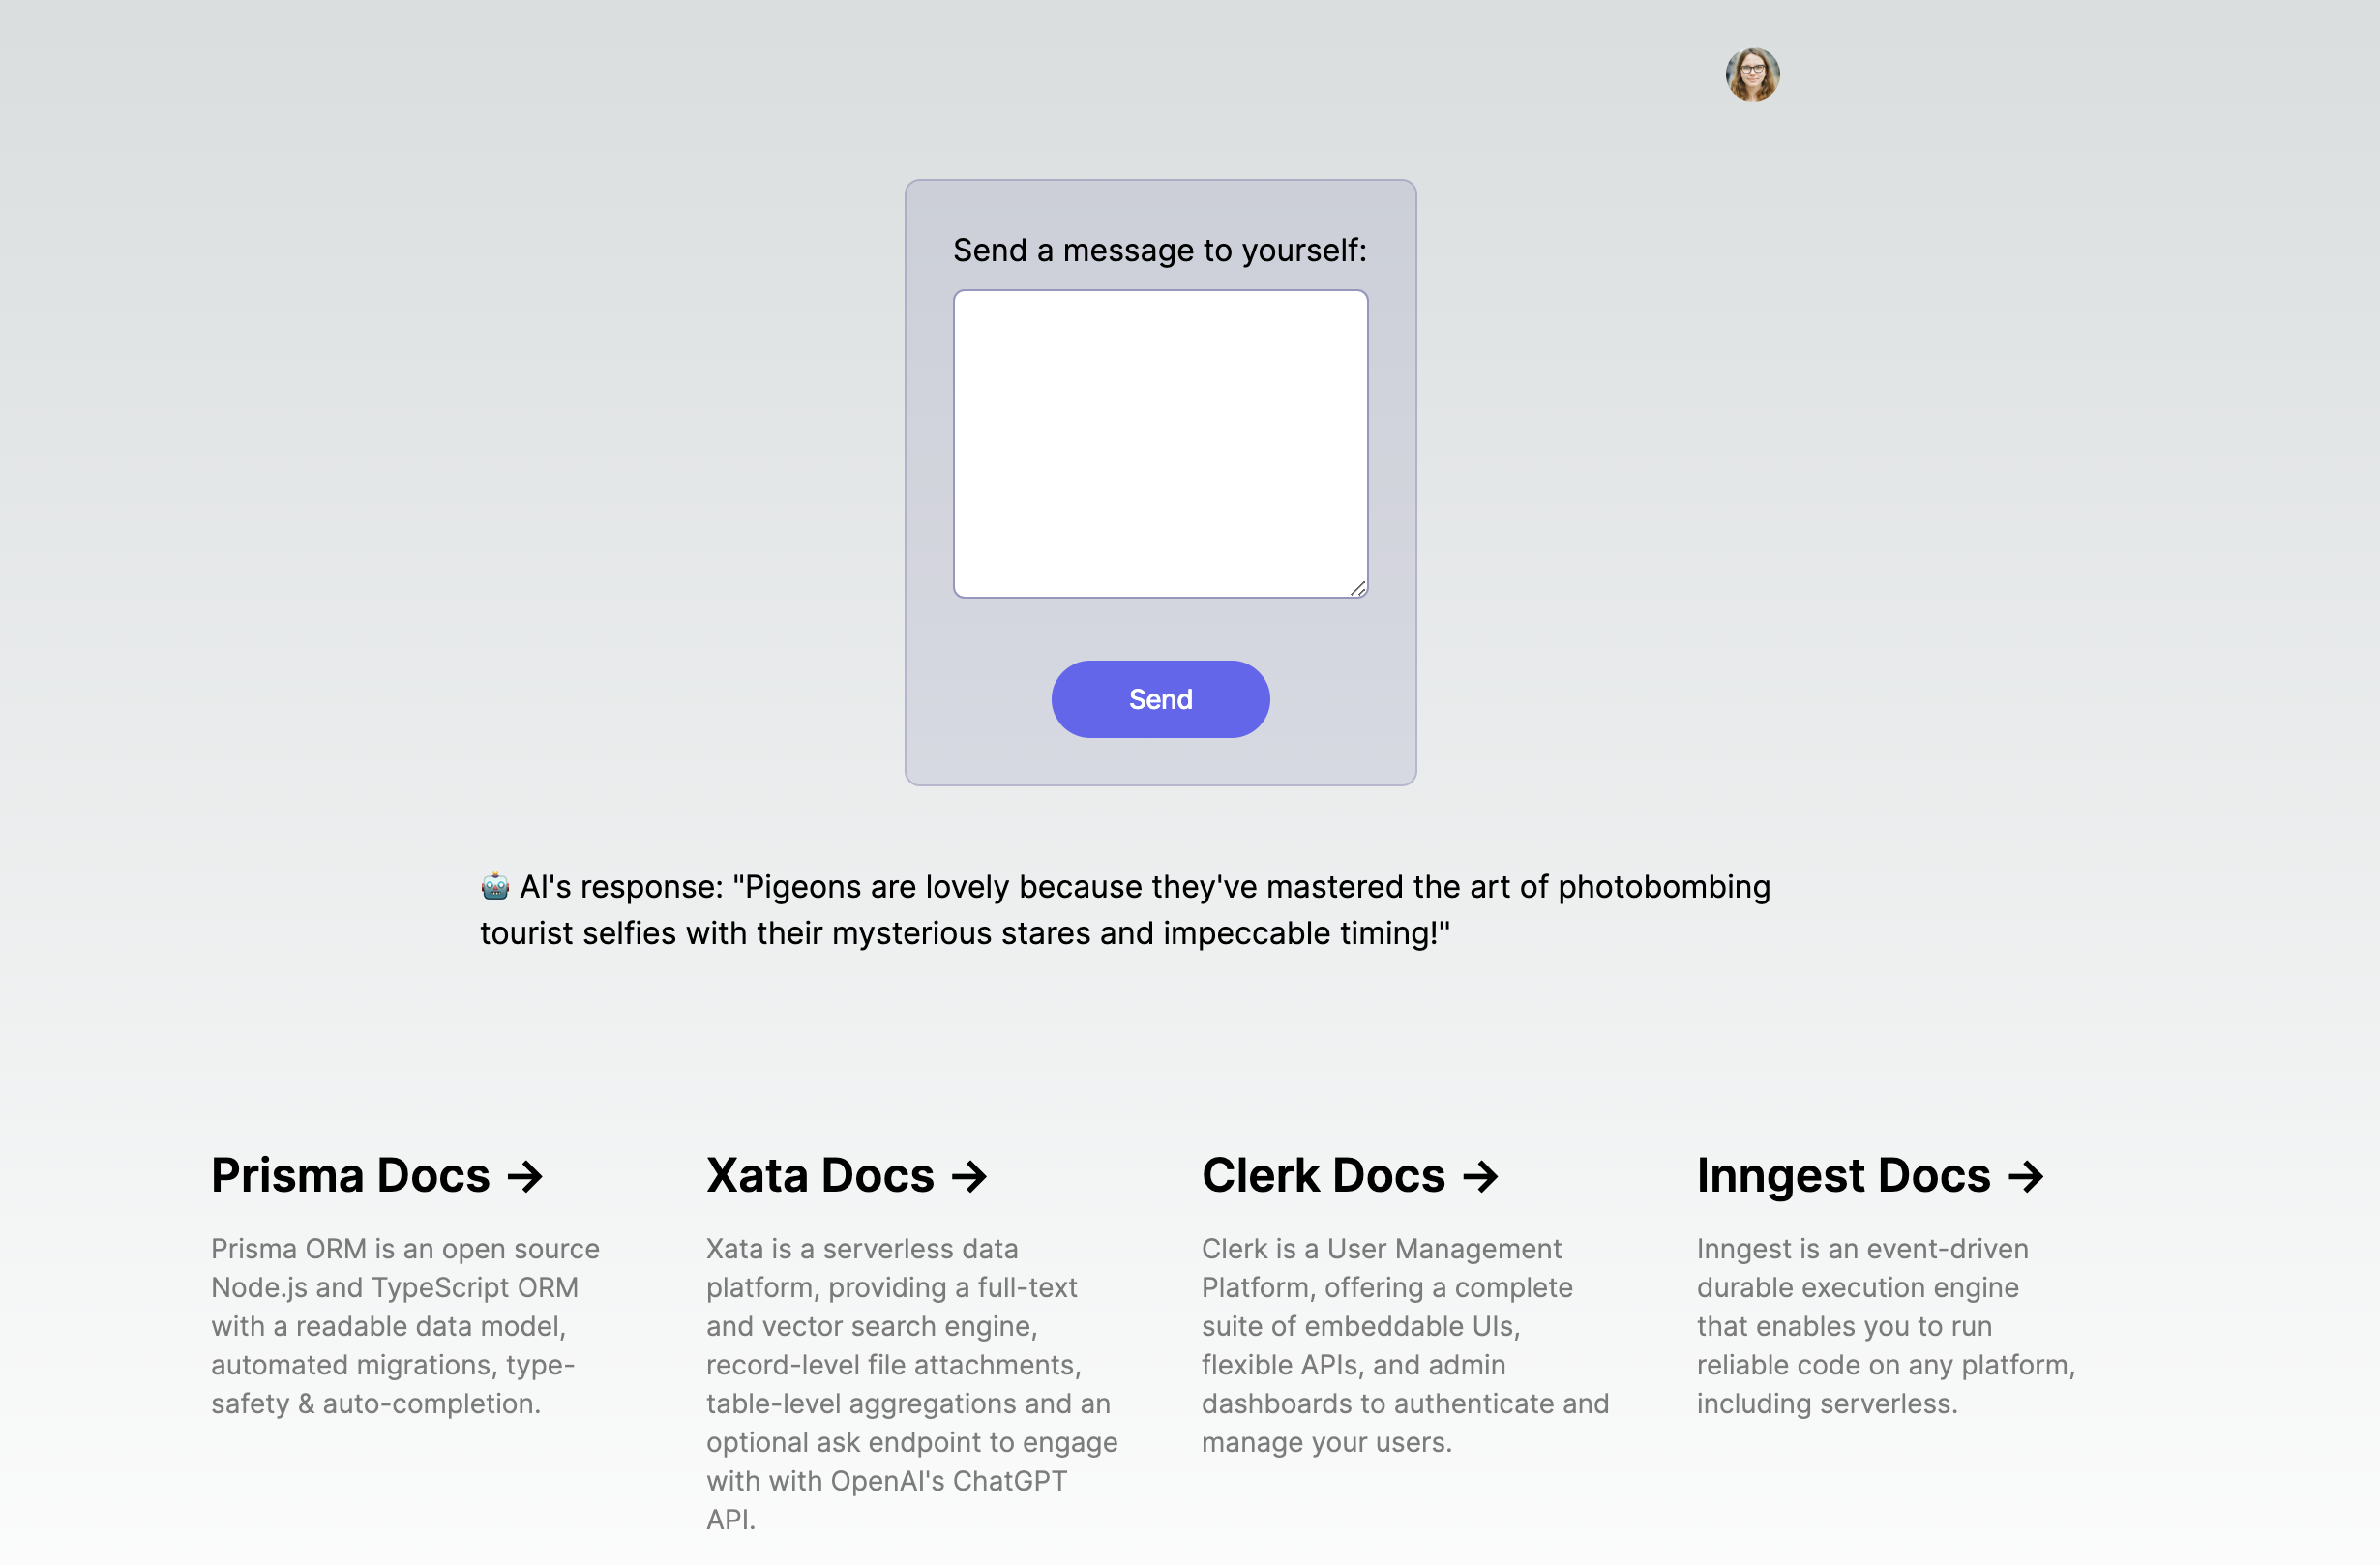 Send a message to yourself:
Send
🤖 AI's response: "Pigeons are lovely because they've mastered the art of photobombing
tourist selfies with their mysterious stares and impeccable timing!"
Prisma Docs →
Prisma ORM is an open source
Node.js and TypeScript ORM
with a readable data model,
automated migrations, type-
safety & auto-completion.
Xata Docs →
Xata is a serverless data
platform, providing a full-text
and vector search engine,
record-level file attachments,
table-level aggregations and an
optional ask endpoint to engage
with with OpenAI's ChatGPT
API.
Clerk Docs →
Clerk is a User Management
Platform, offering a complete
suite of embeddable UIs,
flexible APIs, and admin
dashboards to authenticate and
manage your users.
Inngest Docs →
Inngest is an event-driven
durable execution engine
that enables you to run
reliable code on any platform,
including serverless.